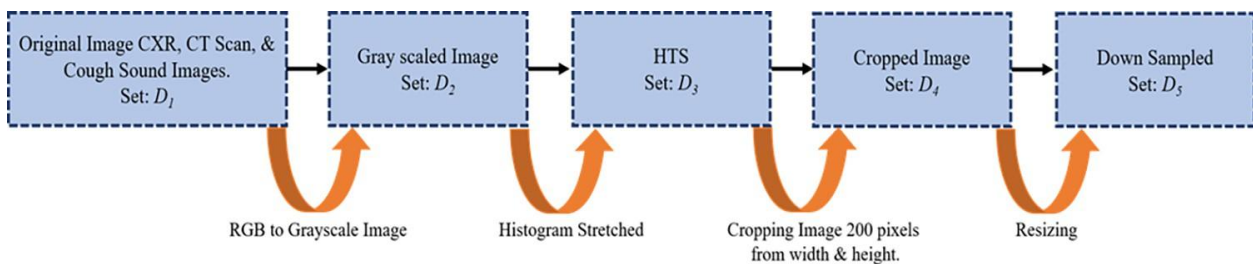 Original Image CXR, CT Scan, &
Cough Sound Images.
Set: D1
Gray scaled Image
Set: D2
HTS
Set: D3
Cropped Image
Set: D4
Down Sampled
Set: D5
RGB to Grayscale Image
Histogram Stretched
Cropping Image 200 pixels
from width & height.
Resizing